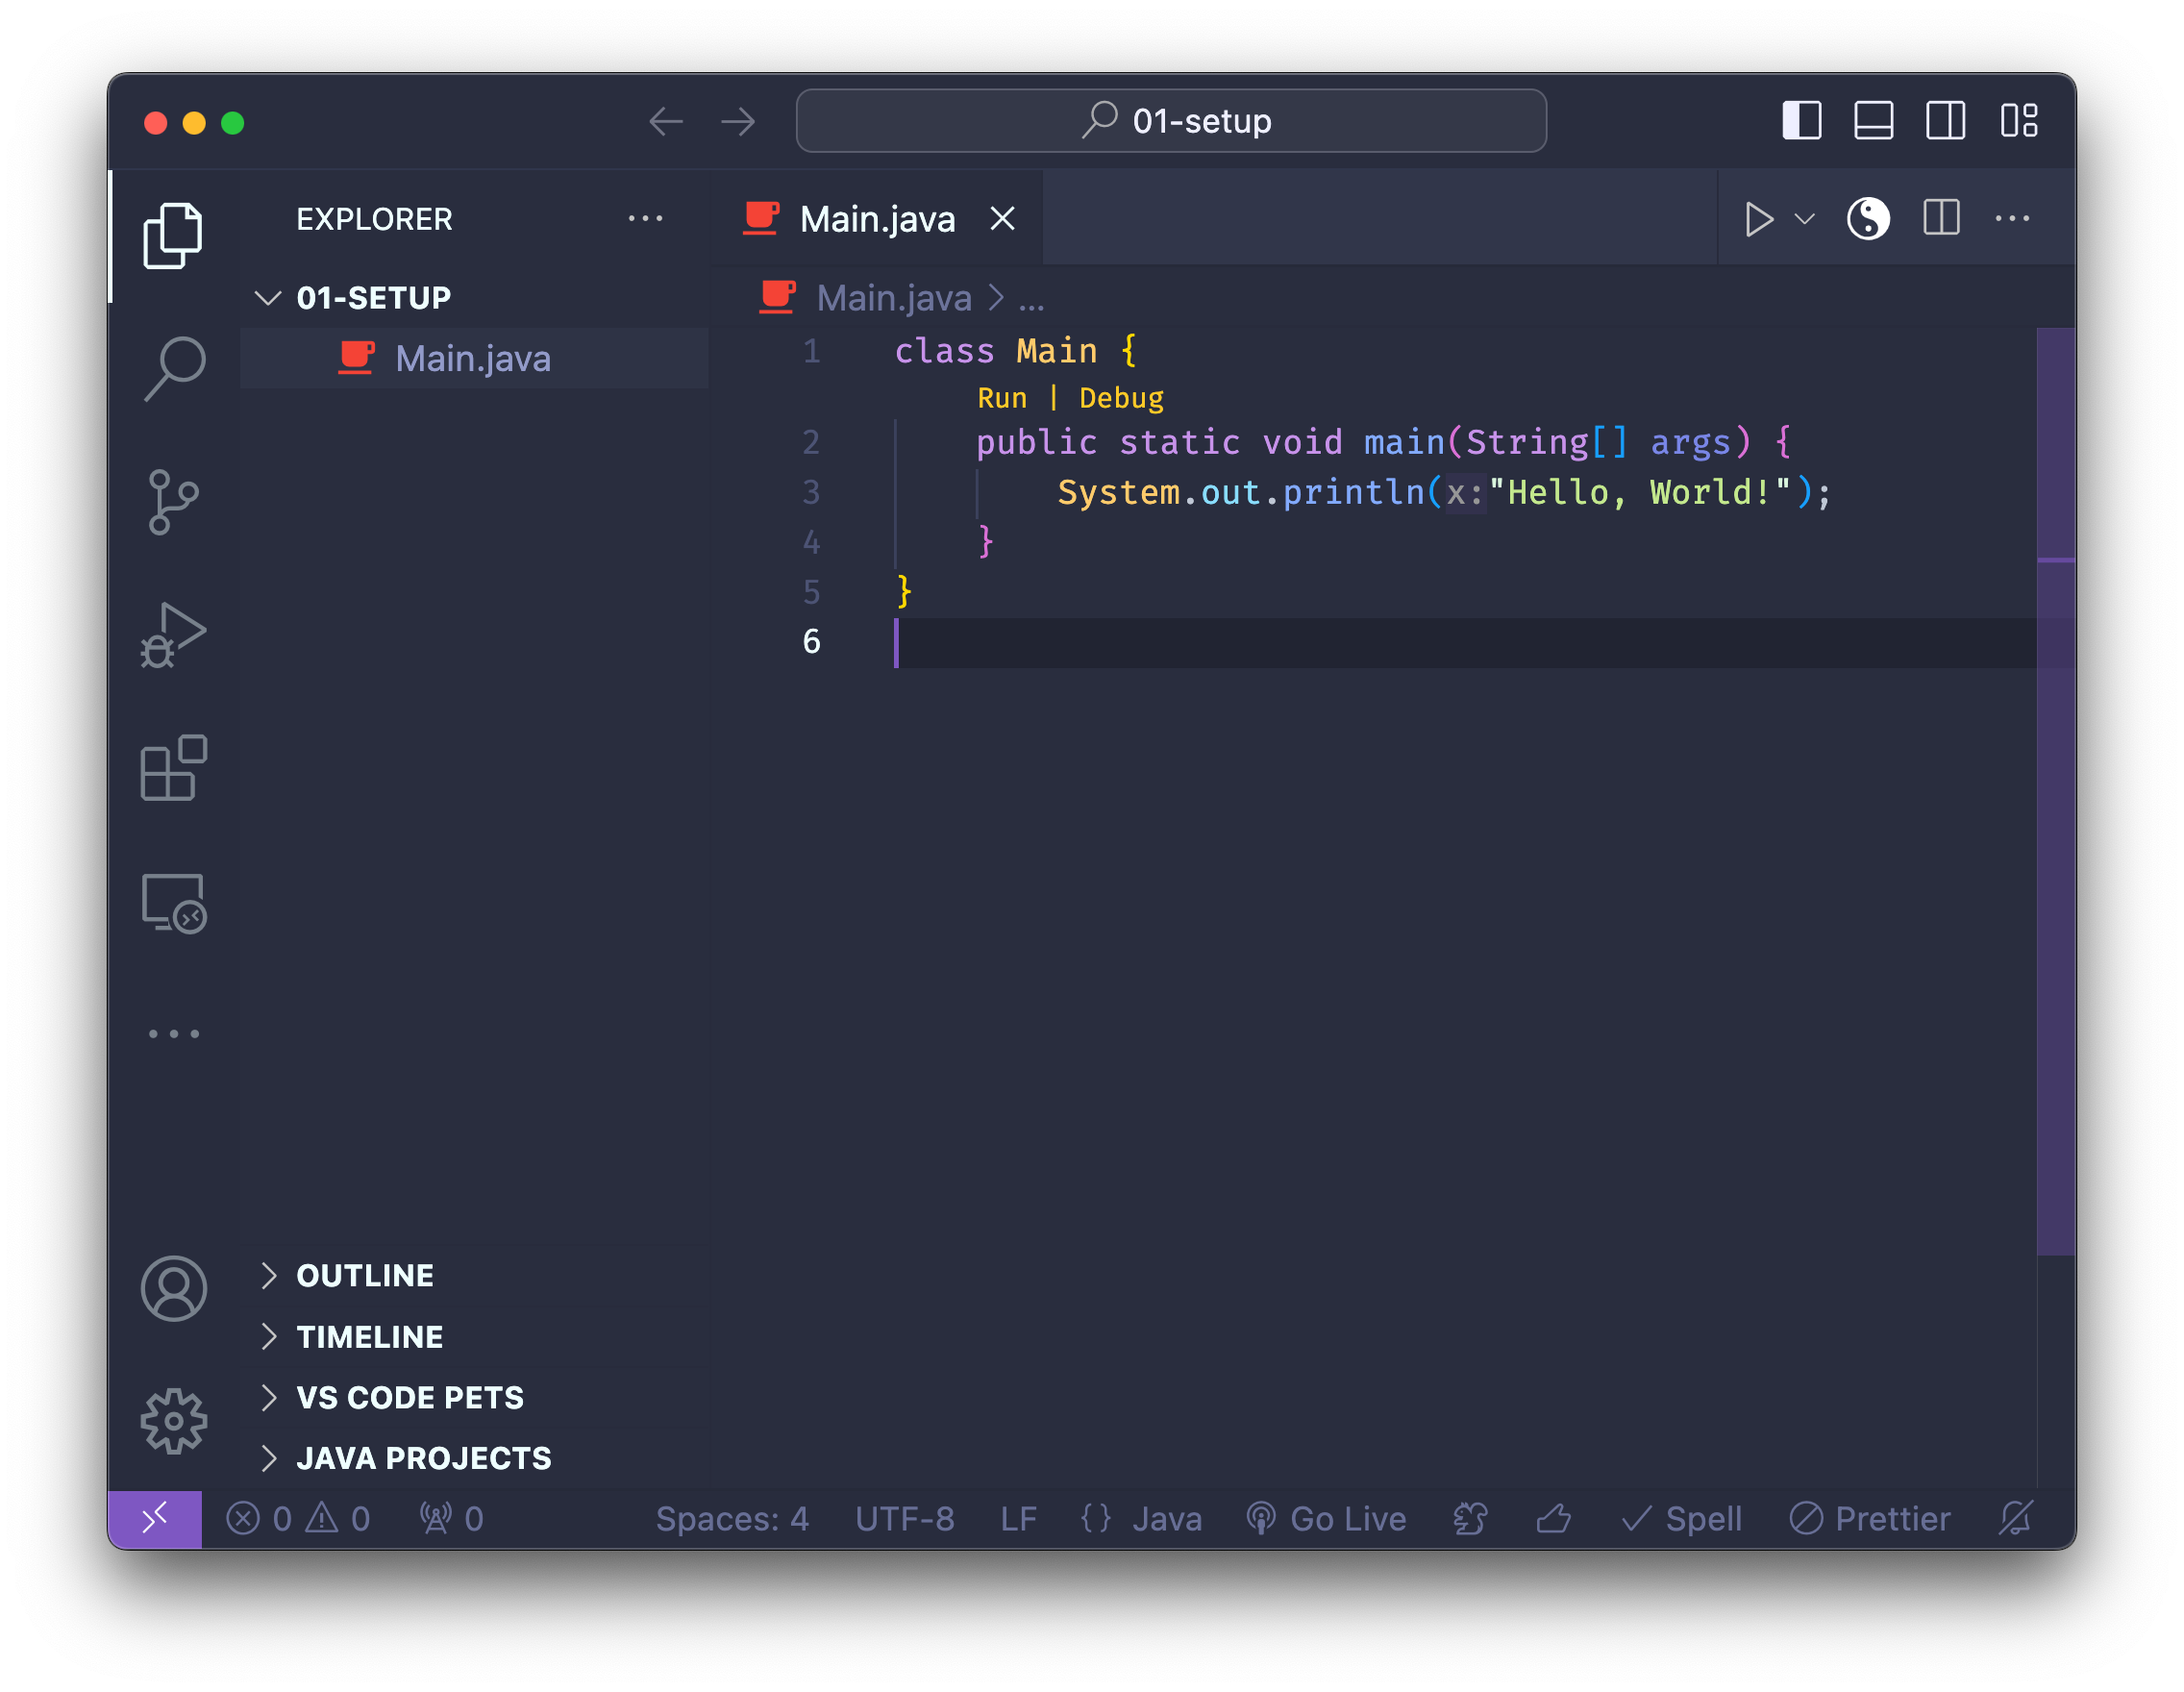 01-setup
EXPLORER
01-SETUP
Main.java
OUTLINE
TIMELINE
VS CODE PETS
JAVA PROJECTS
Main.java
Main.java > ...
1 class Main {
Run | Debug
2 public static void main(String[] args) {
3 System.out.println(x:"Hello, World!");
4 }
5 }
6
0 0 0 Spaces: 4 UTF-8 LF {} Java Go Live Spell Prettier